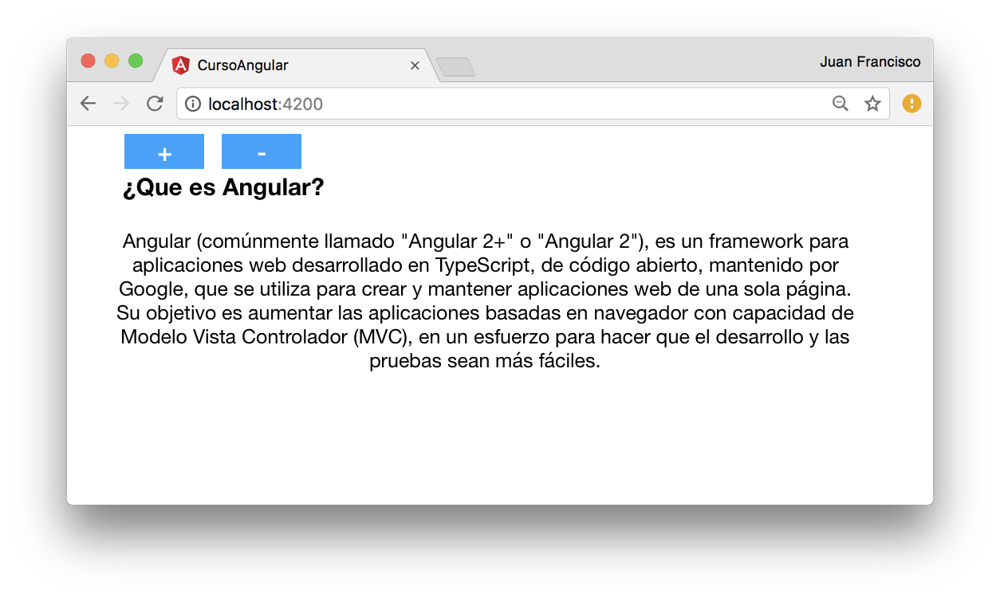 CursoAngular
Juan Francisco
localhost:4200
+ -
¿Que es Angular?
Angular (comúnmente llamado "Angular 2+" o "Angular 2"), es un framework para
aplicaciones web desarrollado en TypeScript, de código abierto, mantenido por
Google, que se utiliza para crear y mantener aplicaciones web de una sola página.
Su objetivo es aumentar las aplicaciones basadas en navegador con capacidad de
Modelo Vista Controlador (MVC), en un esfuerzo para hacer que el desarrollo y las
pruebas sean más fáciles.